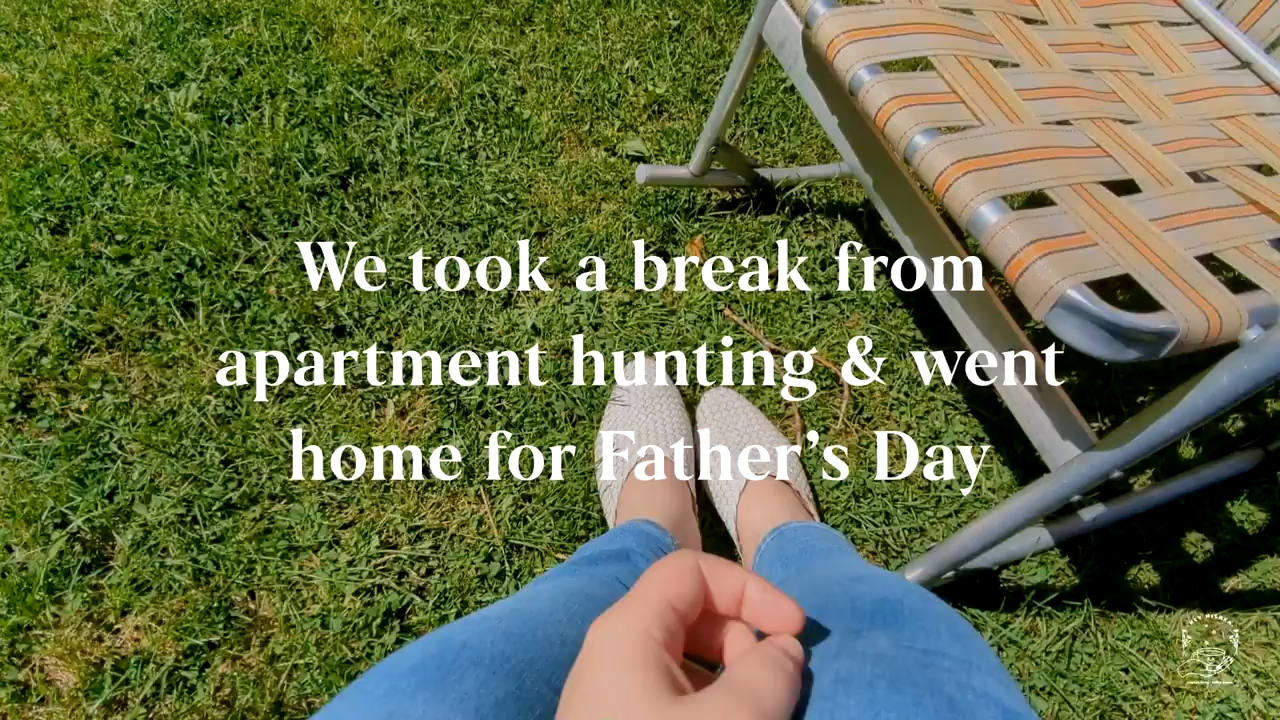 We took a break from
apartment hunting & went
home for Father's Day